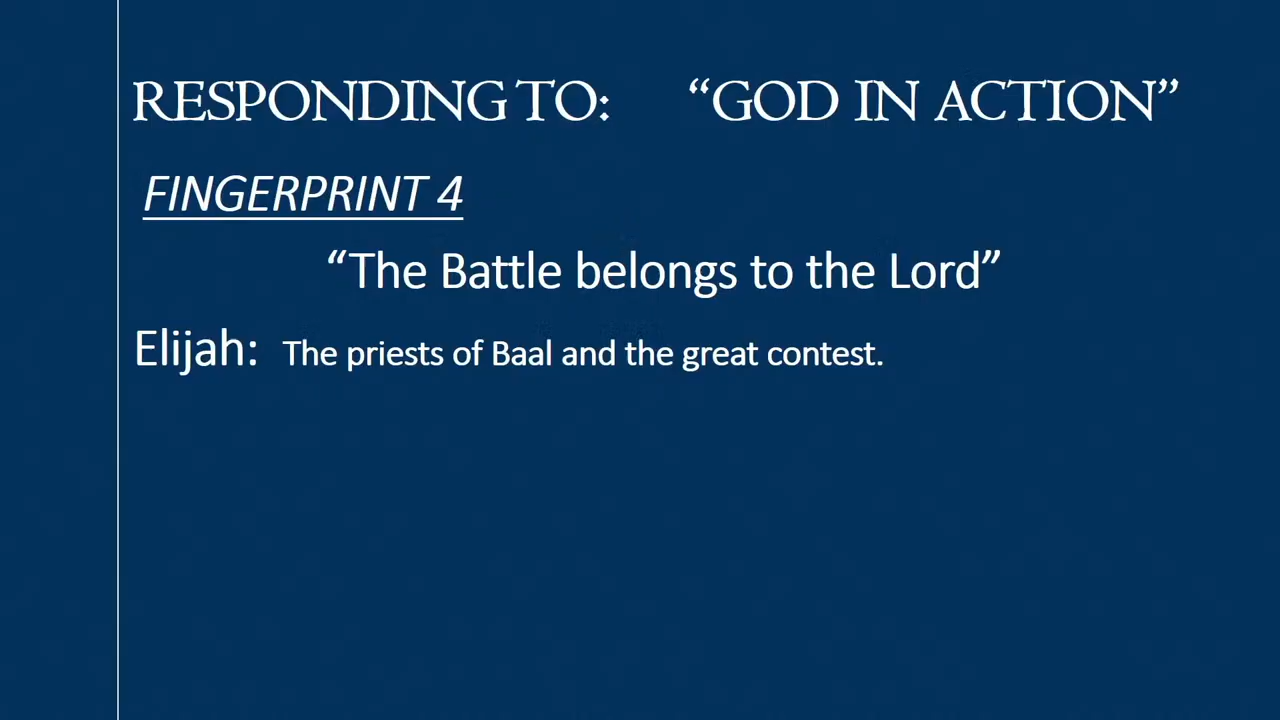 RESPONDING TO: “GOD IN ACTION”
FINGERPRINT 4
“The Battle belongs to the Lord”
Elijah: The priests of Baal and the great contest.